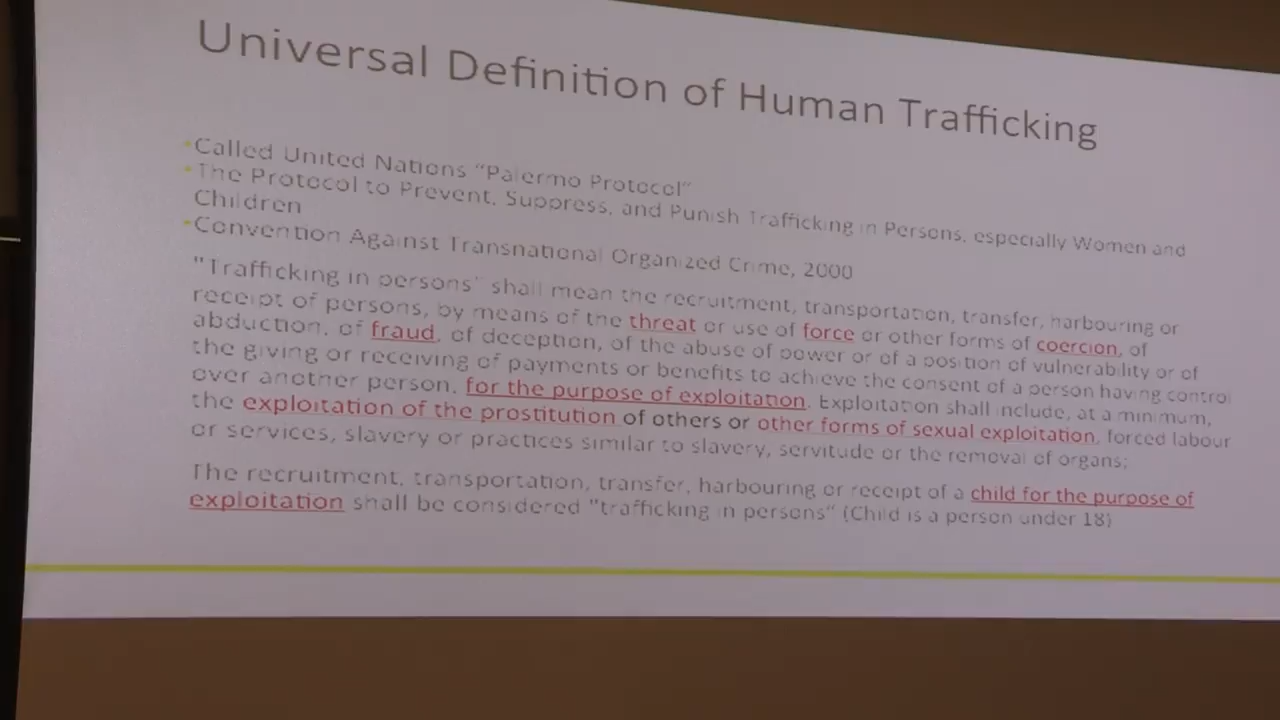 Universal Definition of Human Trafficking
•Called United Nations “Palermo Protocol”
•The Protocol to Prevent, Suppress, and Punish Trafficking in Persons, especially Women and
Children
•Convention Against Transnational Organized Crime, 2000
"Trafficking in persons" shall mean the recruitment, transportation, transfer, harbouring or
receipt of persons, by means of the threat or use of force or other forms of coercion, of
abduction, of fraud, of deception, of the abuse of power or of a position of vulnerability or of
the giving or receiving of payments or benefits to achieve the consent of a person having control
over another person, for the purpose of exploitation. Exploitation shall include, at a minimum,
the exploitation of the prostitution of others or other forms of sexual exploitation, forced labour
or services, slavery or practices similar to slavery, servitude or the removal of organs;
The recruitment, transportation, transfer, harbouring or receipt of a child for the purpose of
exploitation shall be considered "trafficking in persons" (Child is a person under 18)